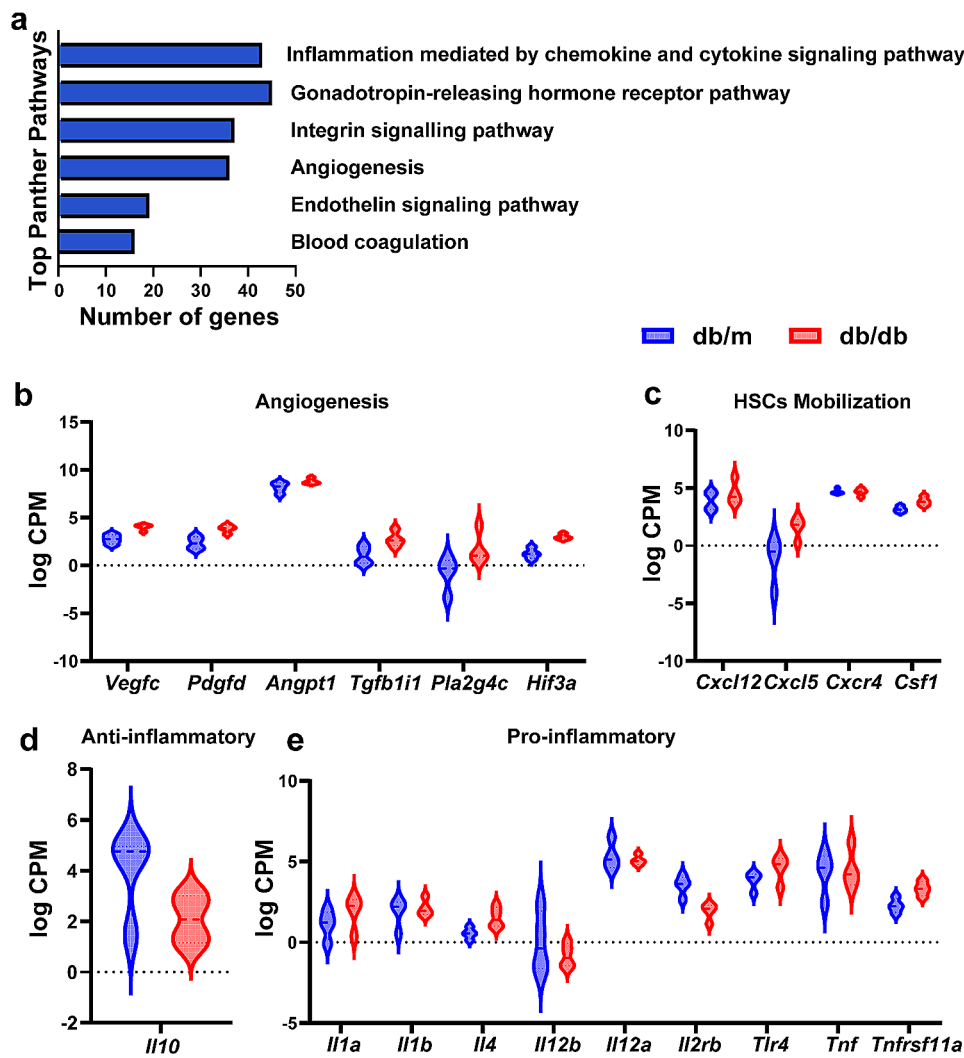 a
Top Panther Pathways
Inflammation mediated by chemokine and cytokine signaling pathway
Gonadotropin-releasing hormone receptor pathway
Integrin signalling pathway
Angiogenesis
Endothelin signaling pathway
Blood coagulation
0 10 20 30 40 50
Number of genes
db/m db/db
b
Angiogenesis
log CPM
15
10
5
0
-5
-10
Vegfc Pdgfd Angpt1 Tgfb1i1 Pla2g4c Hif3a
c
HSCs Mobilization
log CPM
10
5
0
-5
-10
Cxcl12 Cxcl5 Cxcr4 Csf1
d
Anti-inflammatory
log CPM
8
6
4
2
0
-2
Il10
e
Pro-inflammatory
log CPM
10
5
0
-5
Il1a Il1b Il4 Il12b Il12a Il2rb Tlr4 Tnf Tnfrsf11a